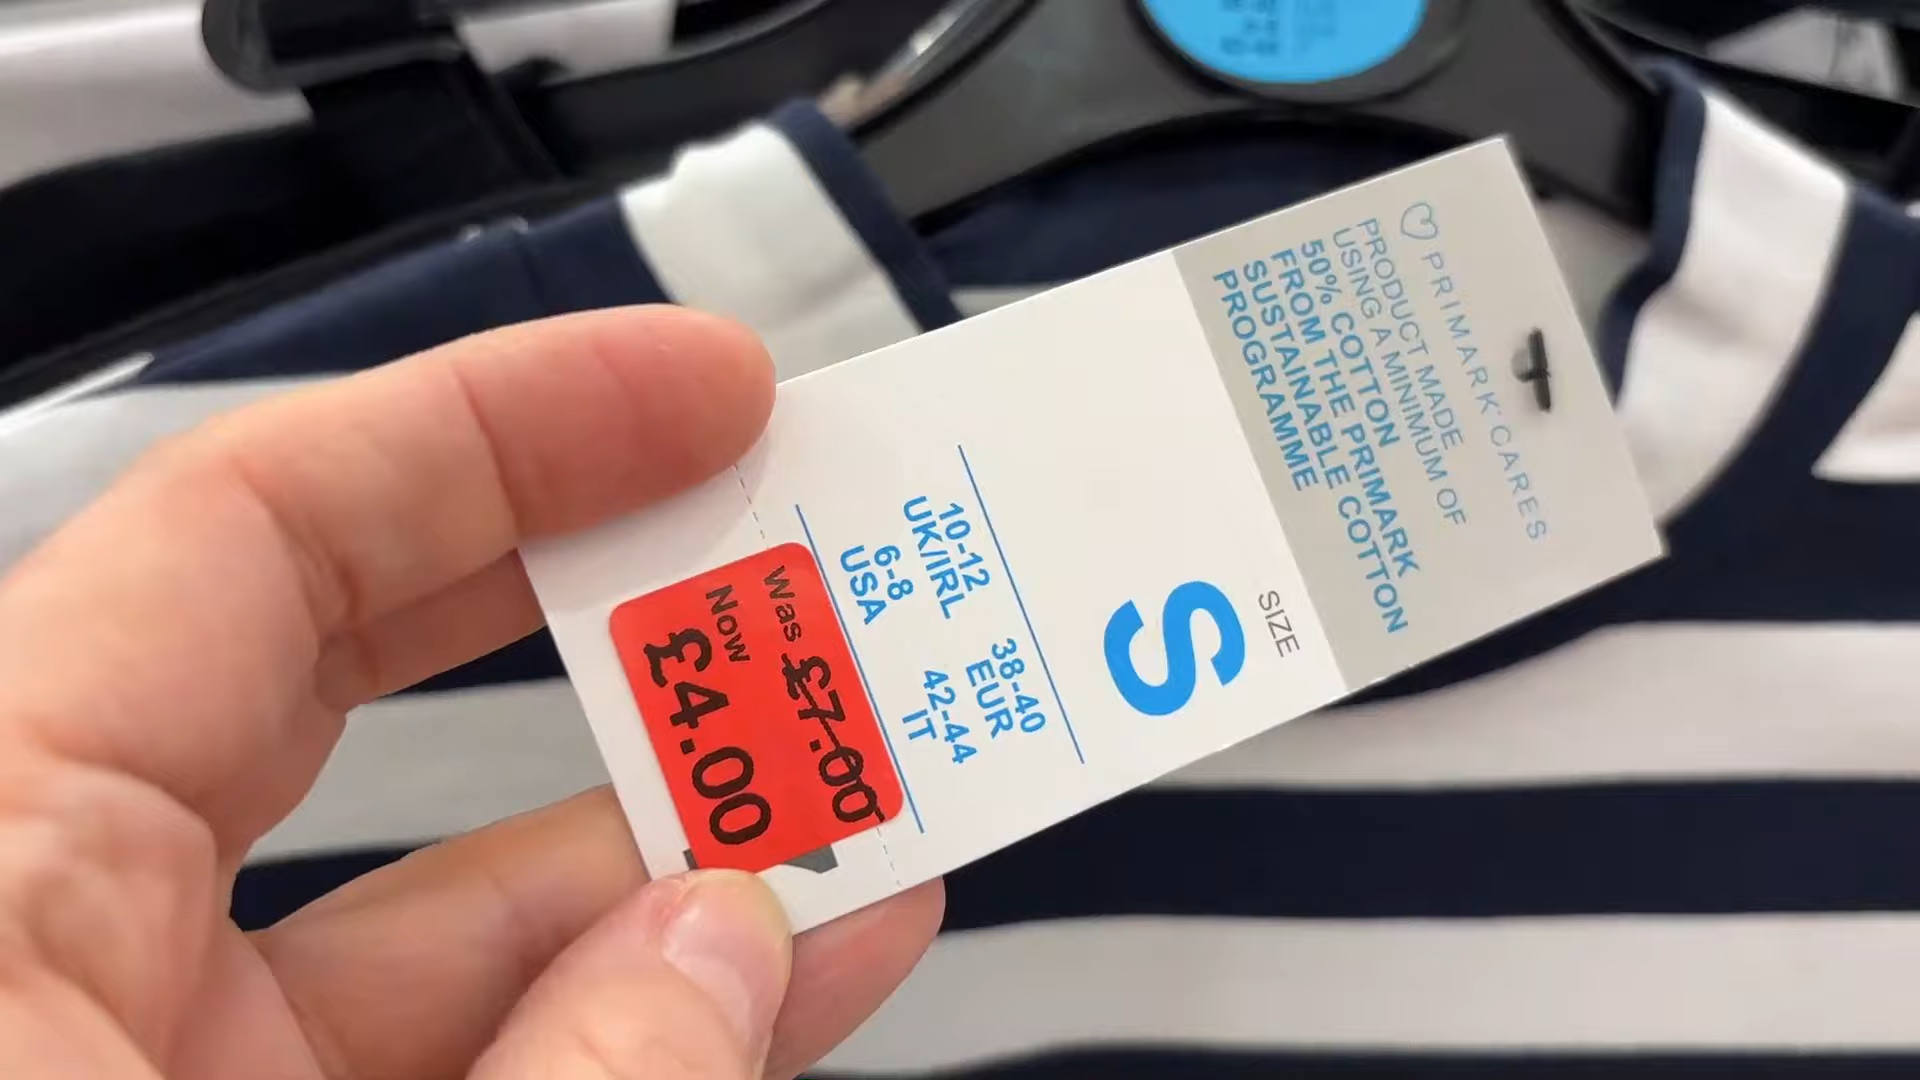 PRIMARK CARES
PRODUCT MADE
USING A MINIMUM OF
50% COTTON
FROM THE PRIMARK
SUSTAINABLE COTTON
PROGRAMME
SIZE
S
10-12
UK/IRL
38-40
EUR
6-8
USA
42-44
IT
Was £7.00
Now
£4.00